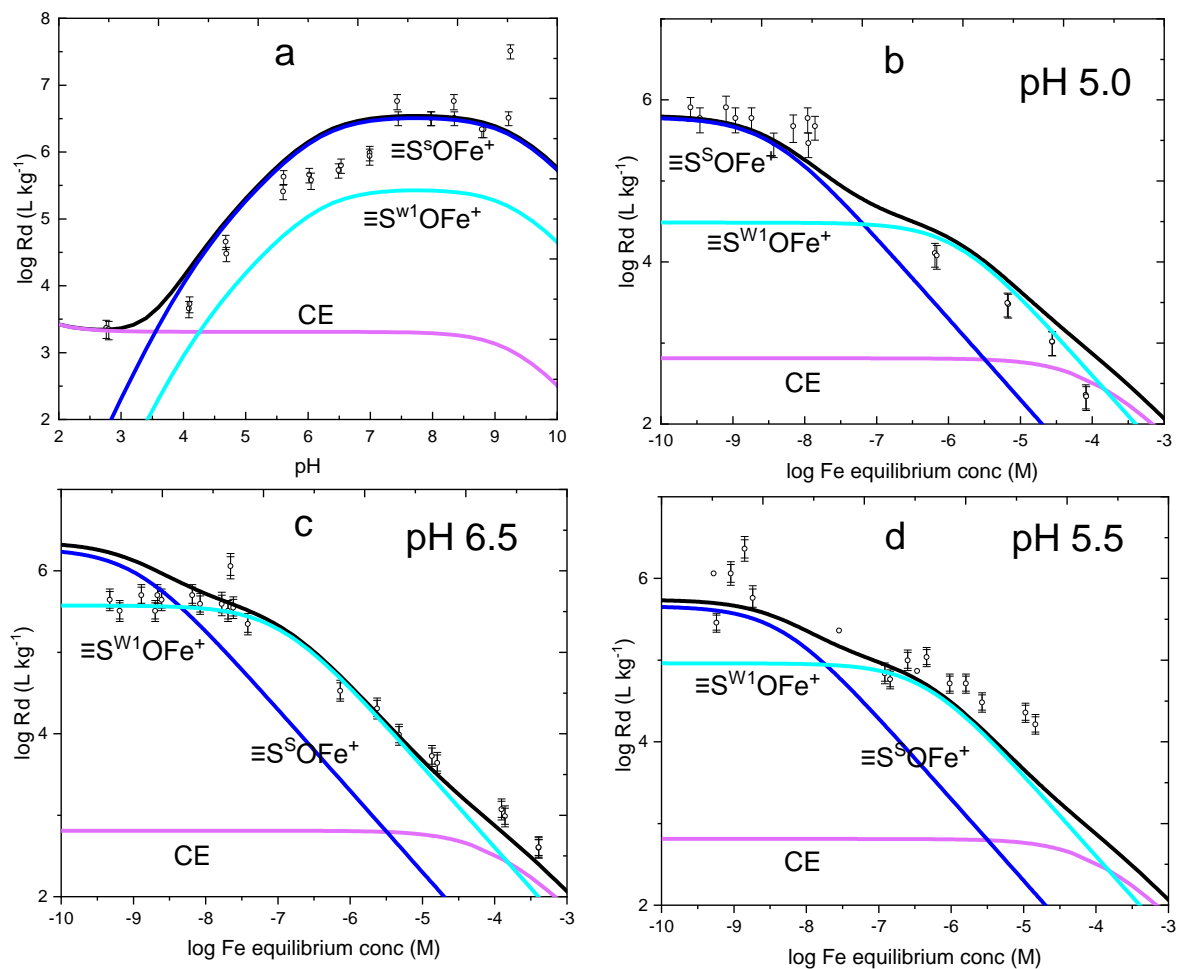 a
8
7
6
5
4
3
2
log Rd (L kg⁻¹)
≡SˢOFe⁺
≡Sʷ¹OFe⁺
CE
2 3 4 5 6 7 8 9 10
pH
b
pH 5.0
6
4
2
log Rd (L kg⁻¹)
≡SˢOFe⁺
≡Sᵂ¹OFe⁺
CE
-10 -9 -8 -7 -6 -5 -4 -3
log Fe equilibrium conc (M)
c
pH 6.5
6
4
2
log Rd (L kg⁻¹)
≡Sᵂ¹OFe⁺
≡SˢOFe⁺
CE
-10 -9 -8 -7 -6 -5 -4 -3
log Fe equilibrium conc (M)
d
pH 5.5
6
4
2
log Rd (L kg⁻¹)
≡Sᵂ¹OFe⁺
≡SˢOFe⁺
CE
-10 -9 -8 -7 -6 -5 -4 -3
log Fe equilibrium conc (M)